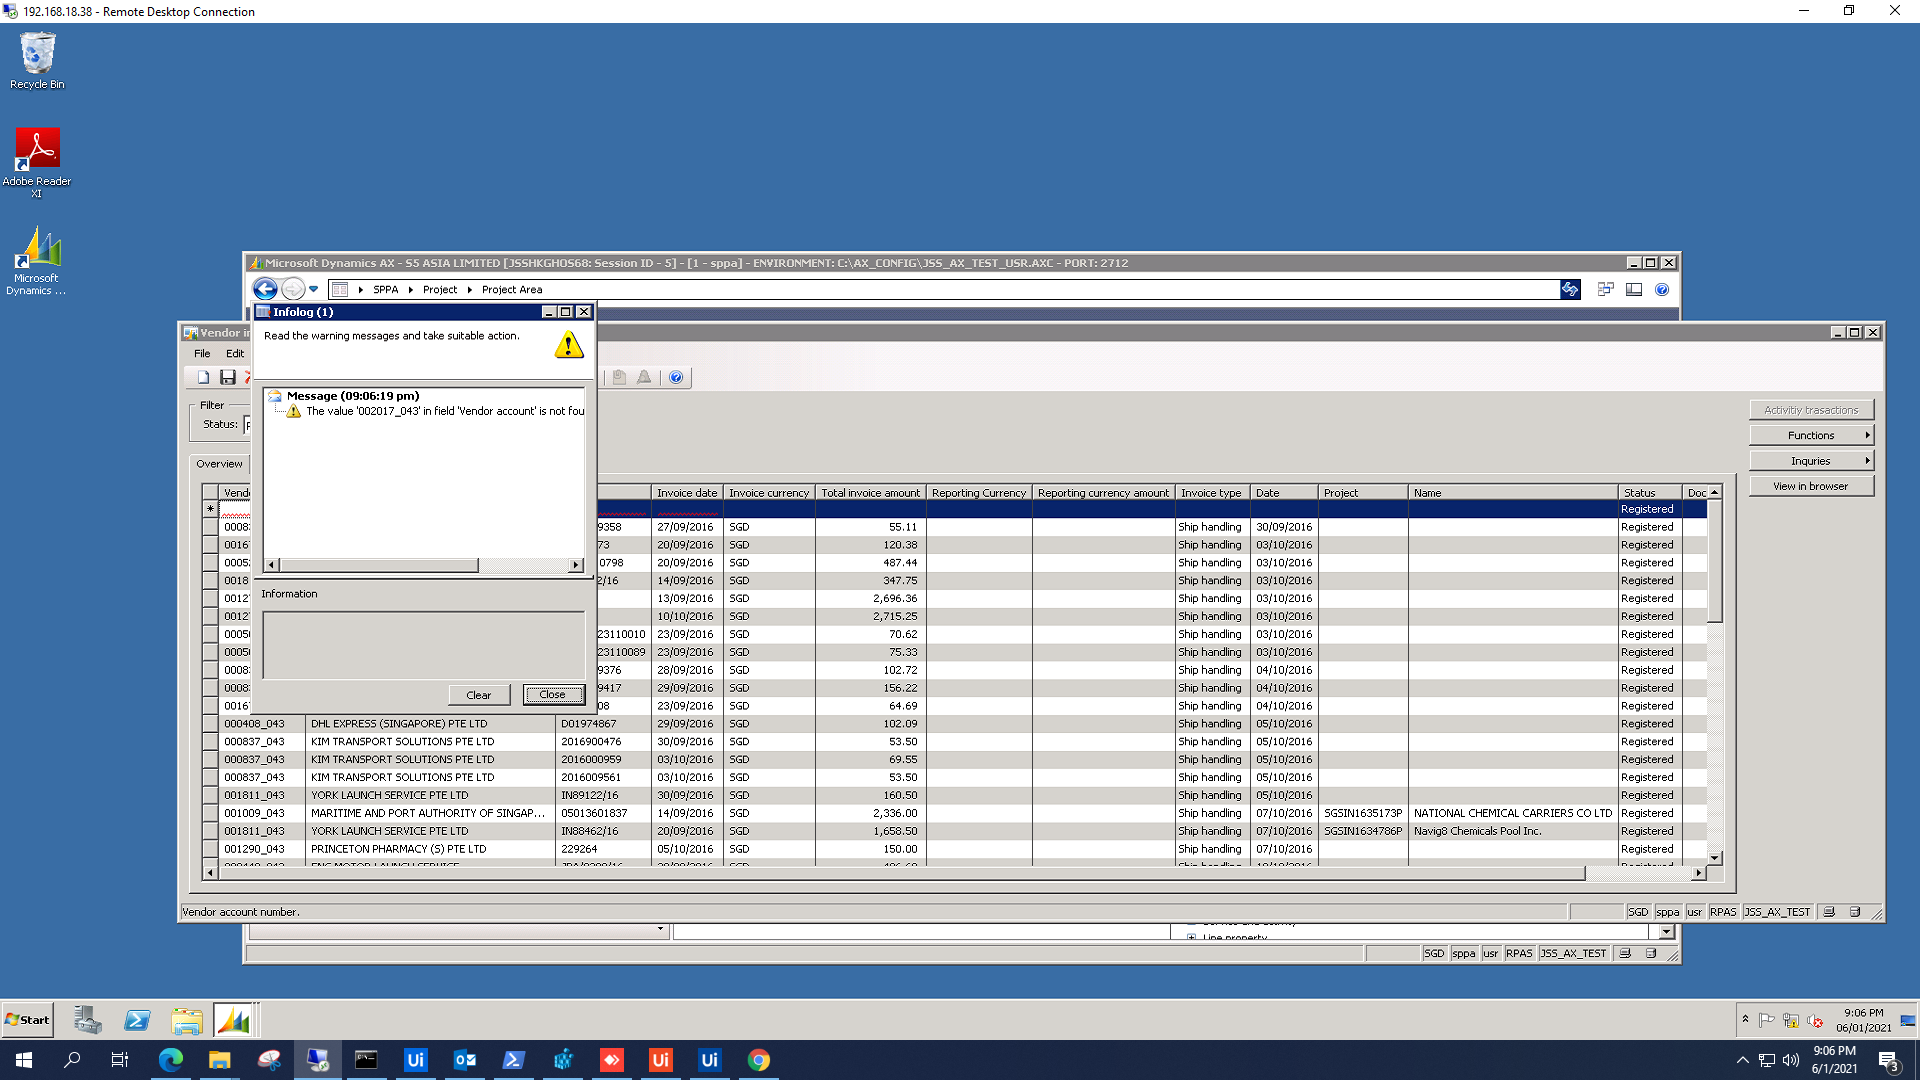 192.168.18.38 - Remote Desktop Connection
Recycle Bin
Adobe Reader
XI
Microsoft
Dynamics ...
Microsoft Dynamics AX - S5 ASIA LIMITED [JSSHKGHOS68: Session ID - 5] - [1 - sppa] - ENVIRONMENT: C:\AX_CONFIG\JSS_AX_TEST_USR.AXC - PORT: 2712
SPPA Project Project Area
Infolog (1)
Read the warning messages and take suitable action.
Message (09:06:19 pm)
The value '002017_043' in field 'Vendor account' is not fou
Information
Clear Close
Vendor in
File Edit
Filter
Status:
Overview
Activitiy trasactions
Functions
Inquries
View in browser
Vend Invoice date Invoice currency Total invoice amount Reporting Currency Reporting currency amount Invoice type Date Project Name Status Doc
* Registered
0008 9358 27/09/2016 SGD 55.11 Ship handling 30/09/2016 Registered
0016 73 20/09/2016 SGD 120.38 Ship handling 03/10/2016 Registered
0005 0798 20/09/2016 SGD 487.44 Ship handling 03/10/2016 Registered
0018 2/16 14/09/2016 SGD 347.75 Ship handling 03/10/2016 Registered
0012 13/09/2016 SGD 2,696.36 Ship handling 03/10/2016 Registered
0012 10/10/2016 SGD 2,715.25 Ship handling 03/10/2016 Registered
0005 23110010 23/09/2016 SGD 70.62 Ship handling 03/10/2016 Registered
0005 23110089 23/09/2016 SGD 75.33 Ship handling 03/10/2016 Registered
0008 9376 28/09/2016 SGD 102.72 Ship handling 04/10/2016 Registered
0008 9417 29/09/2016 SGD 156.22 Ship handling 04/10/2016 Registered
0016 08 23/09/2016 SGD 64.69 Ship handling 04/10/2016 Registered
000408_043 DHL EXPRESS (SINGAPORE) PTE LTD D01974867 29/09/2016 SGD 102.09 Ship handling 05/10/2016 Registered
000837_043 KIM TRANSPORT SOLUTIONS PTE LTD 2016900476 30/09/2016 SGD 53.50 Ship handling 05/10/2016 Registered
000837_043 KIM TRANSPORT SOLUTIONS PTE LTD 2016000959 03/10/2016 SGD 69.55 Ship handling 05/10/2016 Registered
000837_043 KIM TRANSPORT SOLUTIONS PTE LTD 2016009561 03/10/2016 SGD 53.50 Ship handling 05/10/2016 Registered
001811_043 YORK LAUNCH SERVICE PTE LTD IN89122/16 30/09/2016 SGD 160.50 Ship handling 05/10/2016 Registered
001009_043 MARITIME AND PORT AUTHORITY OF SINGAP... 05013601837 14/09/2016 SGD 2,336.00 Ship handling 07/10/2016 SGSIN1635173P NATIONAL CHEMICAL CARRIERS CO LTD Registered
001811_043 YORK LAUNCH SERVICE PTE LTD IN88462/16 20/09/2016 SGD 1,658.50 Ship handling 07/10/2016 SGSIN1634786P Navig8 Chemicals Pool Inc. Registered
001290_043 PRINCETON PHARMACY (S) PTE LTD 229264 05/10/2016 SGD 150.00 Ship handling 07/10/2016 Registered
Vendor account number. SGD sppa usr RPAS JSS_AX_TEST
Line property
SGD sppa usr RPAS JSS_AX_TEST
Start
9:06 PM
06/01/2021
Ui
Ui
Ui
9:06 PM
6/1/2021
3